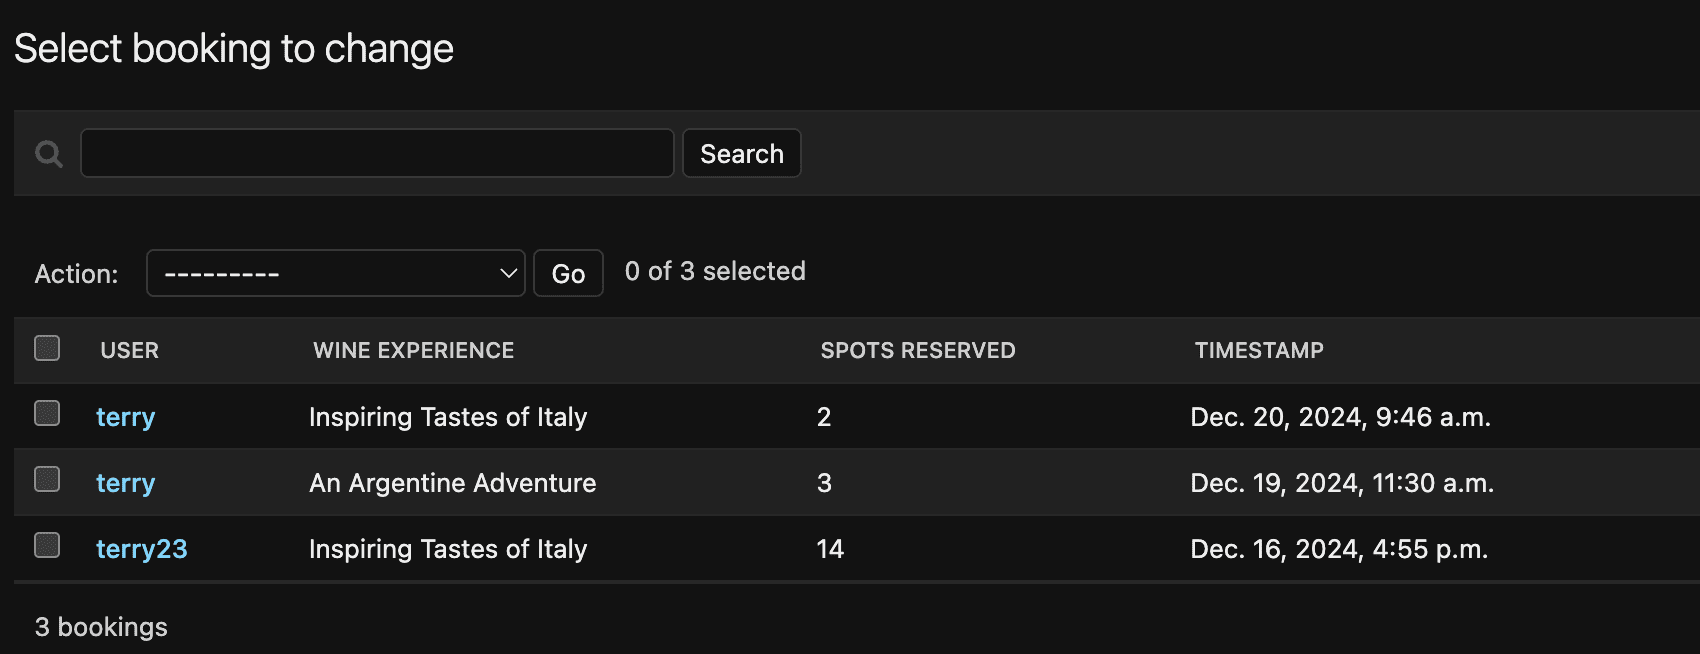 Select booking to change
Search
Action: --------- Go 0 of 3 selected
USER WINE EXPERIENCE SPOTS RESERVED TIMESTAMP
terry Inspiring Tastes of Italy 2 Dec. 20, 2024, 9:46 a.m.
terry An Argentine Adventure 3 Dec. 19, 2024, 11:30 a.m.
terry23 Inspiring Tastes of Italy 14 Dec. 16, 2024, 4:55 p.m.
3 bookings